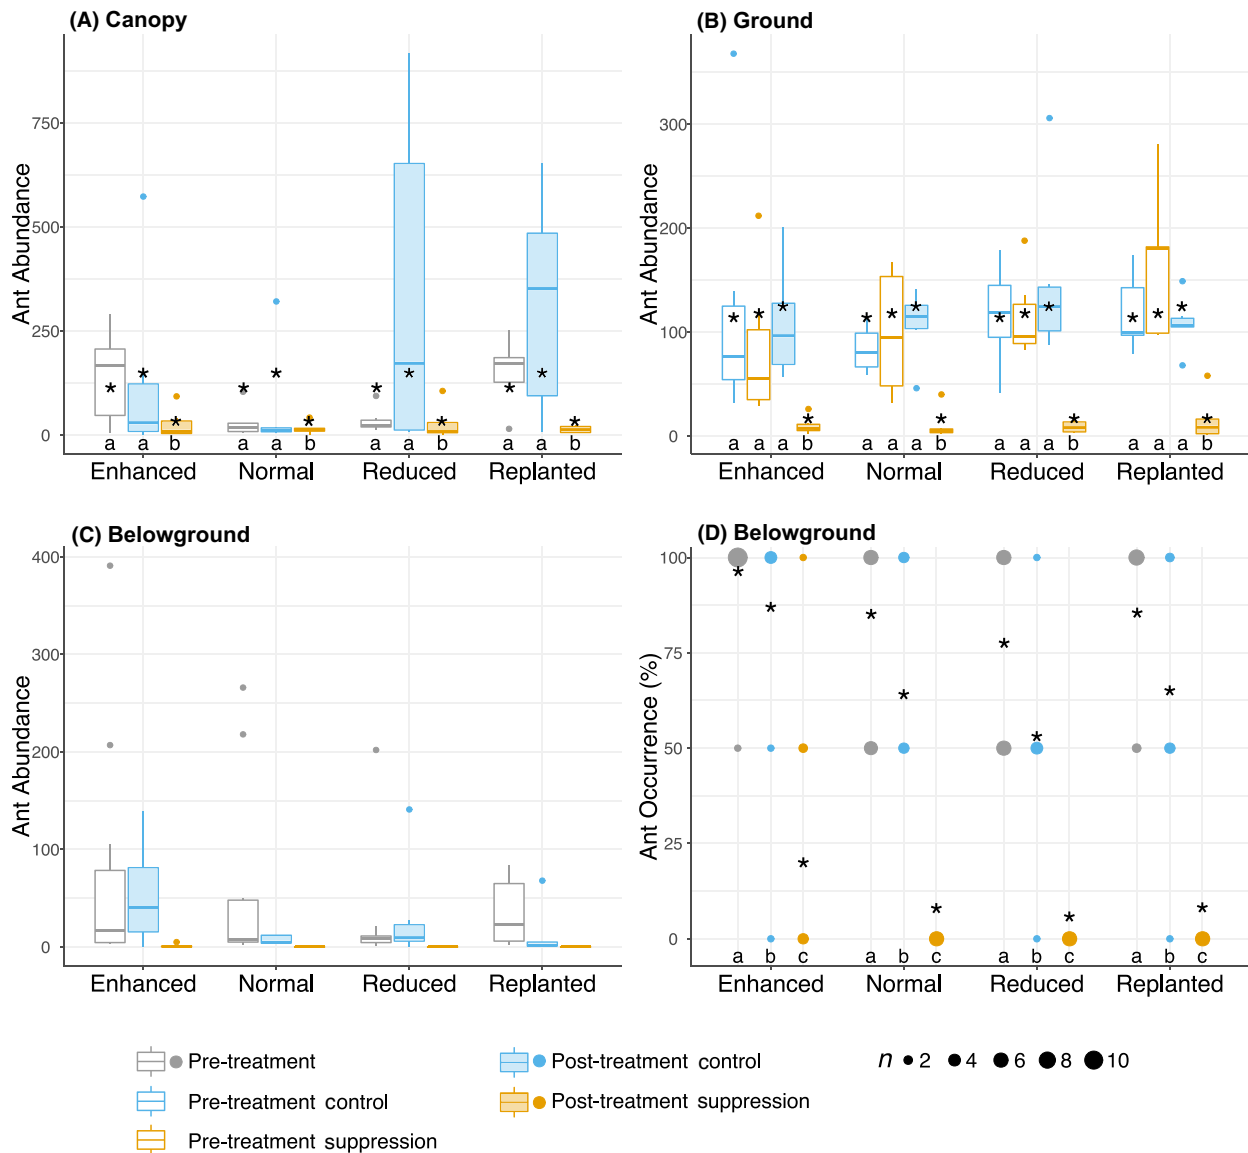 (A) Canopy
Ant Abundance
750
500
250
0
a a b a a b a a b
Enhanced Normal Reduced Replanted
(B) Ground
Ant Abundance
300
200
100
0
a a a b a a a b a a a b a a a b
Enhanced Normal Reduced Replanted
(C) Belowground
Ant Abundance
400
300
200
100
0
Enhanced Normal Reduced Replanted
(D) Belowground
Ant Occurrence (%)
100
75
50
25
0
a b c a b c a b c a b c
Enhanced Normal Reduced Replanted
Pre-treatment
Pre-treatment control
Pre-treatment suppression
Post-treatment control
Post-treatment suppression
n 2 4 6 8 10